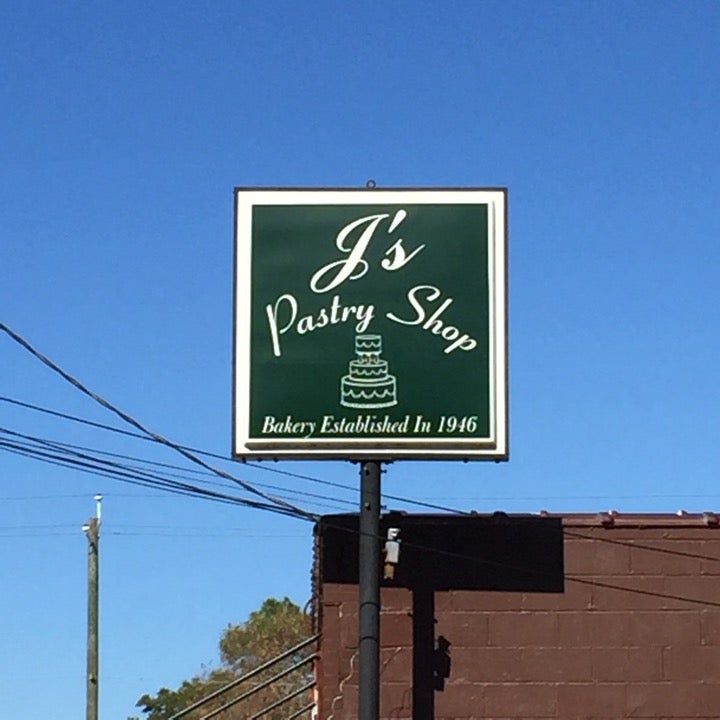 J's
Pastry Shop
Bakery Established In 1946